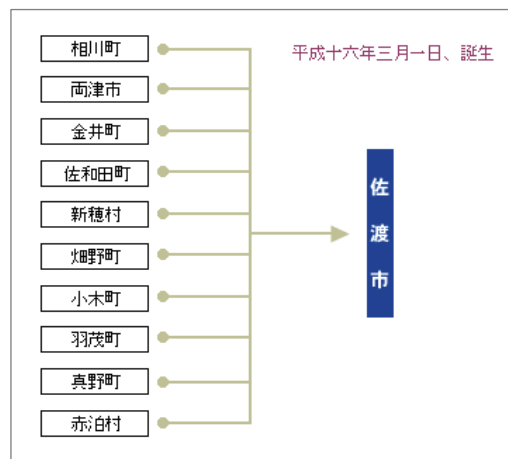 平成十六年三月一日、誕生
相川町
両津市
金井町
佐和田町
新穂村
畑野町
小木町
羽茂町
真野町
赤泊村
佐渡市